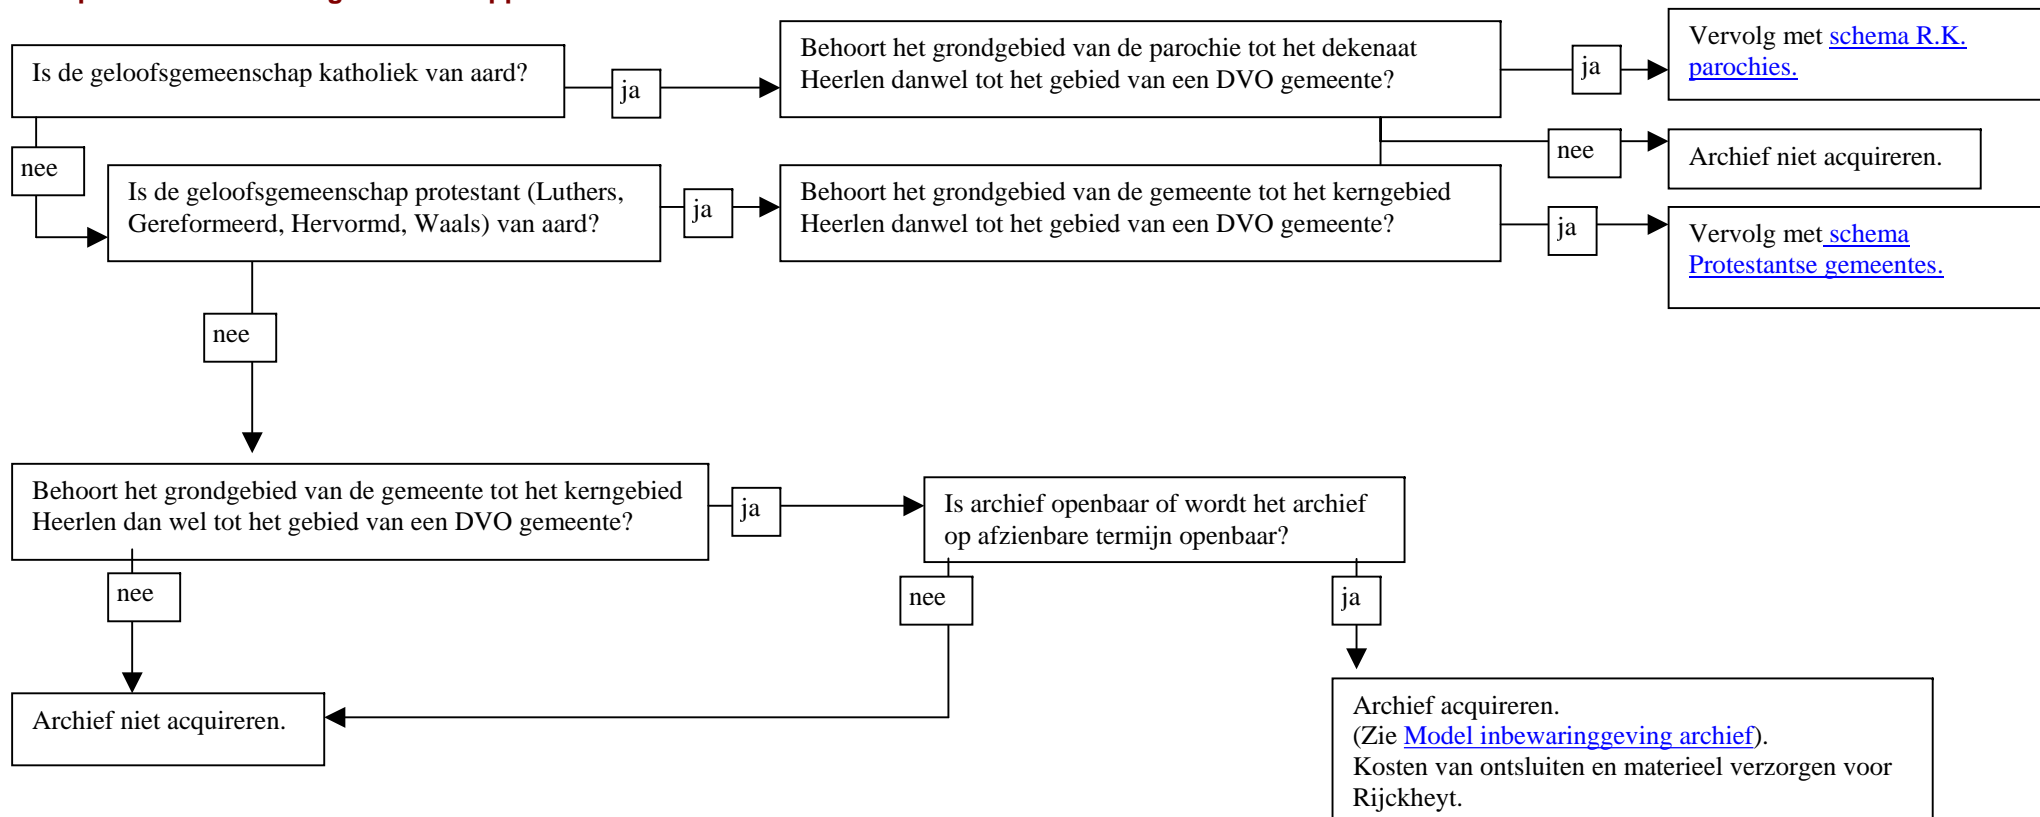 Is de geloofsgemeenschap katholiek van aard?
ja
Behoort het grondgebied van de parochie tot het dekenaat
Heerlen danwel tot het gebied van een DVO gemeente?
ja
Vervolg met schema R.K.
parochies.
nee
Archief niet acquireren.
nee
Is de geloofsgemeenschap protestant (Luthers,
Gereformeerd, Hervormd, Waals) van aard?
ja
Behoort het grondgebied van de gemeente tot het kerngebied
Heerlen danwel tot het gebied van een DVO gemeente?
ja
Vervolg met schema
Protestantse gemeentes.
nee
Behoort het grondgebied van de gemeente tot het kerngebied
Heerlen dan wel tot het gebied van een DVO gemeente?
ja
Is archief openbaar of wordt het archief
op afzienbare termijn openbaar?
nee
nee
ja
Archief niet acquireren.
Archief acquireren.
(Zie Model inbewaringgeving archief).
Kosten van ontsluiten en materieel verzorgen voor
Rijckheyt.